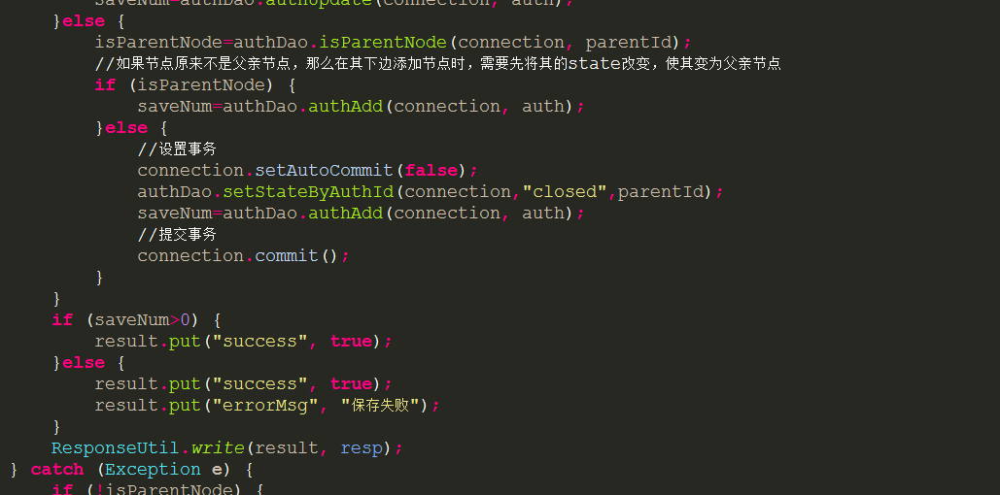 saveNum=authDao.authUpdate(connection, auth);
}else {
isParentNode=authDao.isParentNode(connection, parentId);
//如果节点原来不是父亲节点，那么在其下边添加节点时，需要先将其的state改变，使其变为父亲节点
if (isParentNode) {
saveNum=authDao.authAdd(connection, auth);
}else {
//设置事务
connection.setAutoCommit(false);
authDao.setStateByAuthId(connection,"closed",parentId);
saveNum=authDao.authAdd(connection, auth);
//提交事务
connection.commit();
}
}
if (saveNum>0) {
result.put("success", true);
}else {
result.put("success", true);
result.put("errorMsg", "保存失败");
}
ResponseUtil.write(result, resp);
} catch (Exception e) {
if (!isParentNode) {